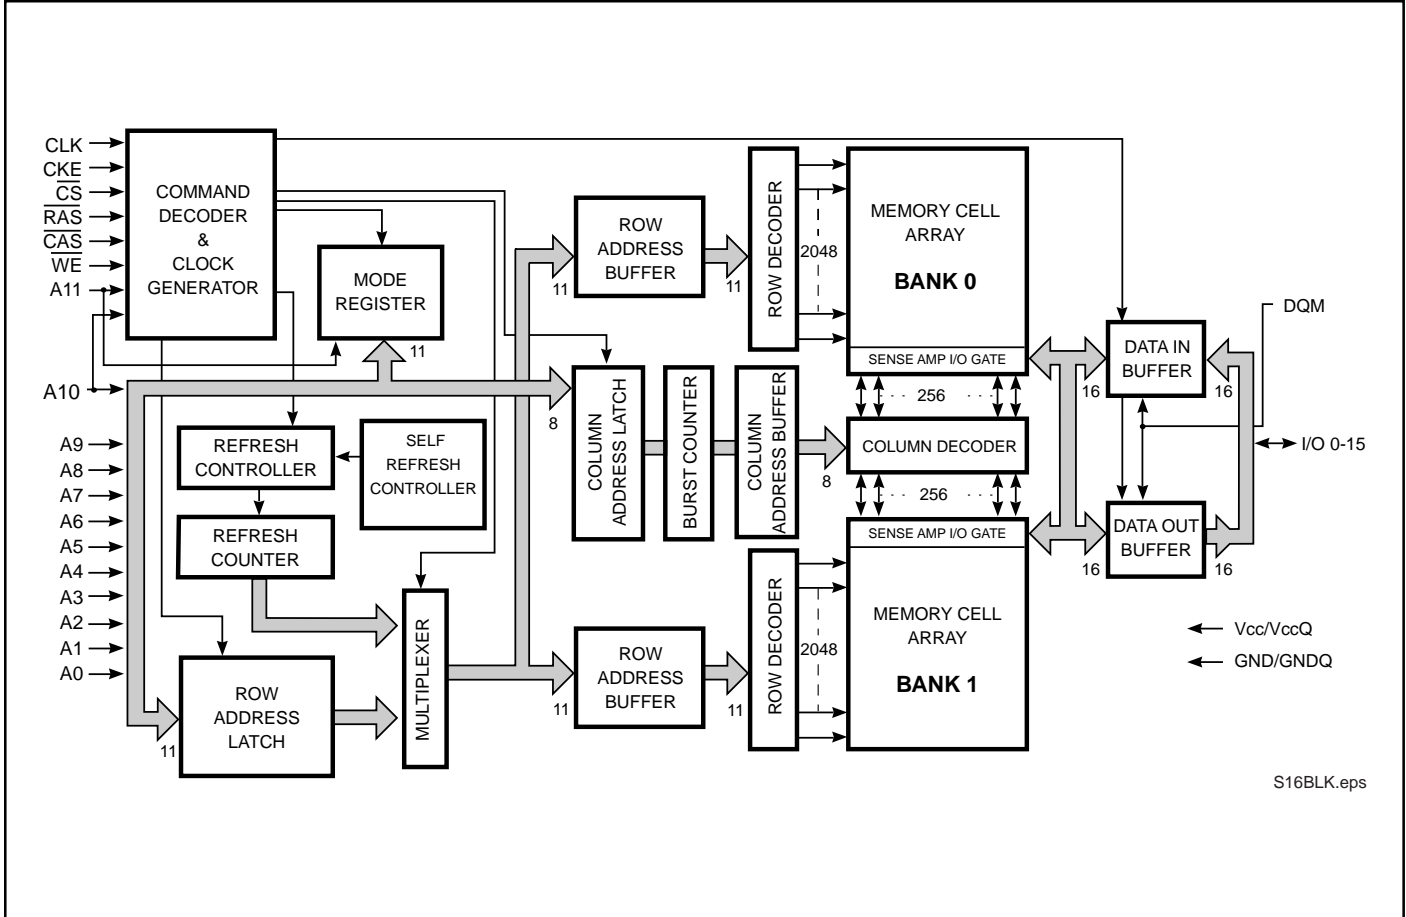 CLK
CKE
CS
RAS
CAS
WE
A11
A10
A9
A8
A7
A6
A5
A4
A3
A2
A1
A0
COMMAND
DECODER
&
CLOCK
GENERATOR
MODE
REGISTER
11
REFRESH
CONTROLLER
SELF
REFRESH
CONTROLLER
REFRESH
COUNTER
11
ROW
ADDRESS
LATCH
MULTIPLEXER
11
ROW
ADDRESS
BUFFER
11
ROW DECODER
2048
MEMORY CELL
ARRAY
BANK 0
SENSE AMP I/O GATE
8
COLUMN
ADDRESS LATCH
BURST COUNTER
COLUMN
ADDRESS BUFFER
8
256
COLUMN DECODER
256
11
ROW
ADDRESS
BUFFER
11
ROW DECODER
2048
SENSE AMP I/O GATE
MEMORY CELL
ARRAY
BANK 1
DQM
16
DATA IN
BUFFER
16
I/O 0-15
16
DATA OUT
BUFFER
16
Vcc/VccQ
GND/GNDQ
S16BLK.eps